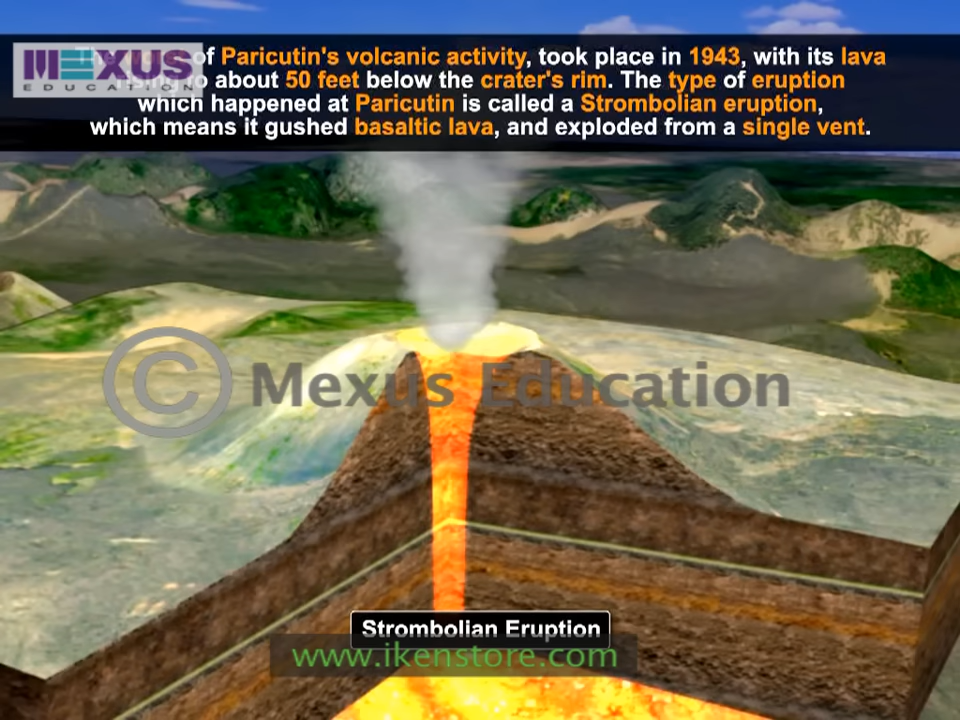 MEXUS
EDUCATION
of Paricutin's volcanic activity, took place in 1943, with its lava
about 50 feet below the crater's rim. The type of eruption
which happened at Paricutin is called a Strombolian eruption,
which means it gushed basaltic lava, and exploded from a single vent.
© Mexus Education
Strombolian Eruption
www.ikenstore.com